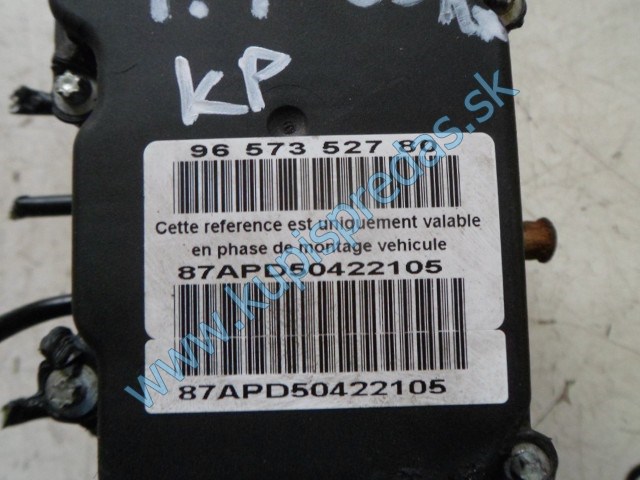 KP
96 573 527 80
Cette reference est uniquement valable
en phase de montage vehicule
87APD50422105
87APD50422105
www.kupispredas.sk